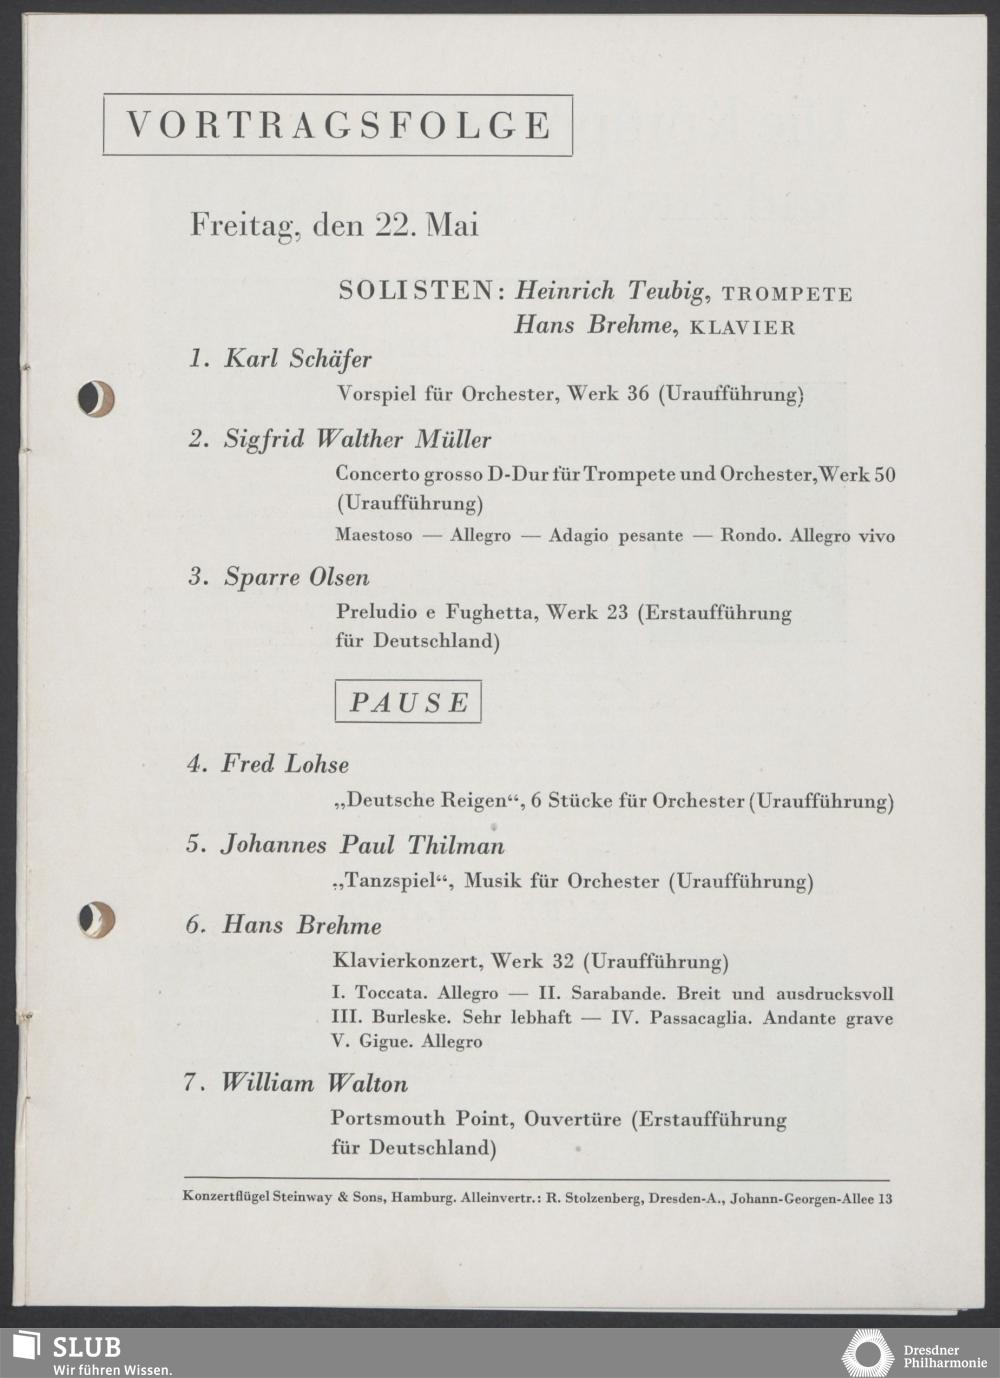 VORTRAGSFOLGE
Freitag, den 22. Mai
SOLISTEN: Heinrich Teubig, TROMPETE
Hans Brehme, KLAVIER
1. Karl Schäfer
Vorspiel für Orchester, Werk 36 (Uraufführung)
2. Sigfrid Walther Müller
Concerto grosso D-Dur für Trompete und Orchester, Werk 50
(Uraufführung)
Maestoso — Allegro — Adagio pesante — Rondo. Allegro vivo
3. Sparre Olsen
Preludio e Fughetta, Werk 23 (Erstaufführung
für Deutschland)
PAUSE
4. Fred Lohse
„Deutsche Reigen“, 6 Stücke für Orchester (Uraufführung)
5. Johannes Paul Thilman
„Tanzspiel“, Musik für Orchester (Uraufführung)
6. Hans Brehme
Klavierkonzert, Werk 32 (Uraufführung)
I. Toccata. Allegro — II. Sarabande. Breit und ausdrucksvoll
III. Burleske. Sehr lebhaft — IV. Passacaglia. Andante grave
V. Gigue. Allegro
7. William Walton
Portsmouth Point, Ouvertüre (Erstaufführung
für Deutschland)
Konzertflügel Steinway & Sons, Hamburg. Alleinvertr.: R. Stolzenberg, Dresden-A., Johann-Georgen-Allee 13
SLUB
Wir führen Wissen.
Dresdner
Philharmonie